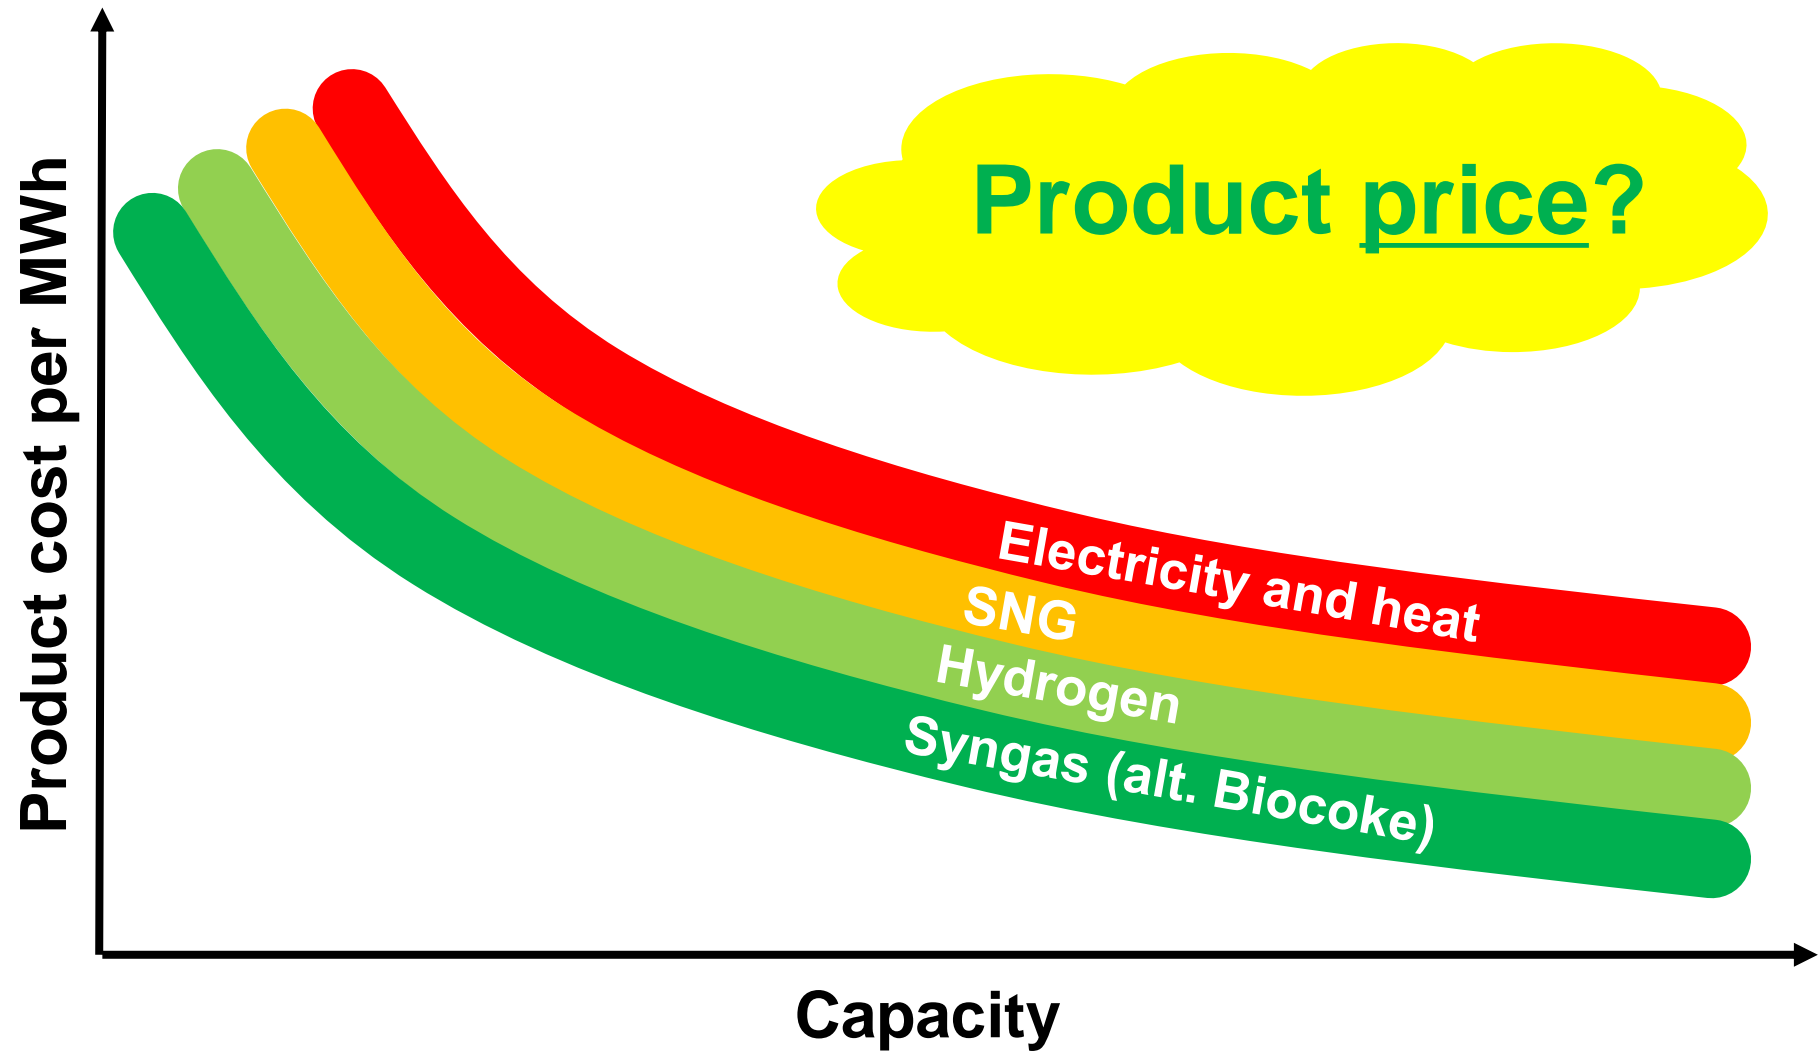 Product cost per MWh
Product price?
Electricity and heat
SNG
Hydrogen
Syngas (alt. Biocoke)
Capacity